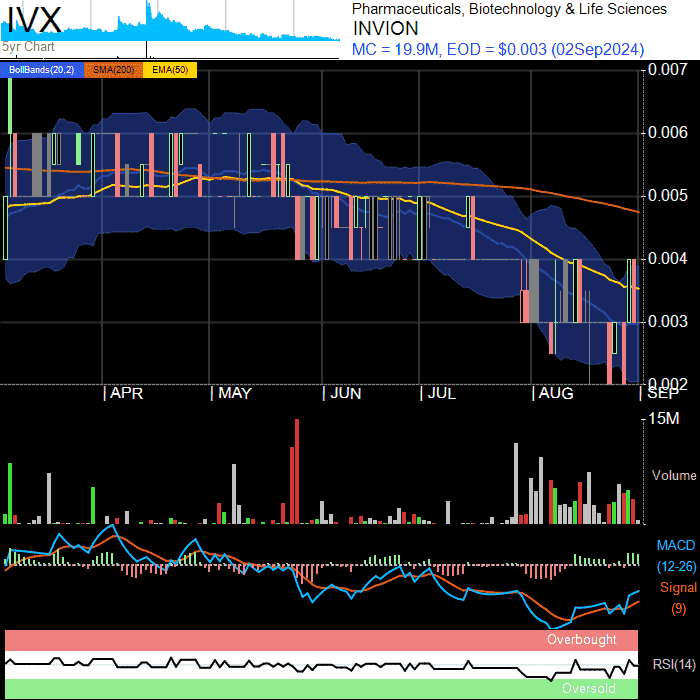 IVX
5yr Chart
Pharmaceuticals, Biotechnology & Life Sciences
INVION
MC = 19.9M, EOD = $0.003 (02Sep2024)
BollBands(20,2) SMA(200) EMA(50)
0.007
0.006
0.005
0.004
0.003
0.002
APR MAY JUN JUL AUG SEP
15M
Volume
MACD
(12-26)
Signal
(9)
Overbought
RSI(14)
Oversold